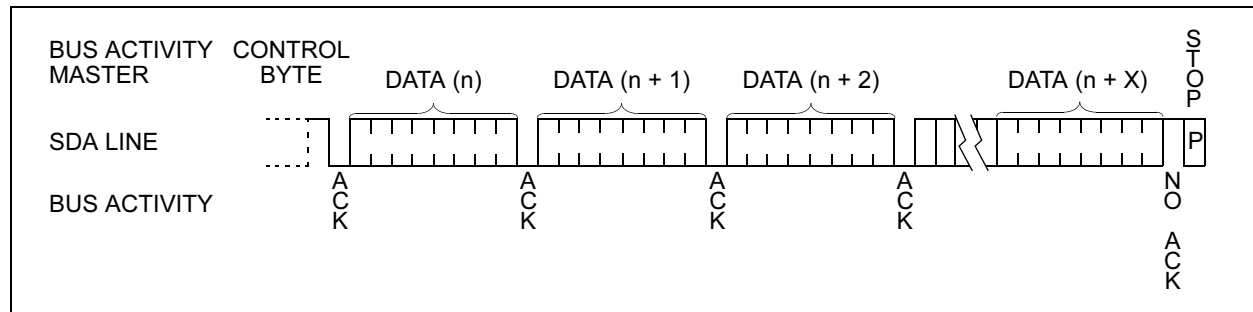 BUS ACTIVITY
MASTER
CONTROL
BYTE
DATA (n)
DATA (n + 1)
DATA (n + 2)
DATA (n + X)
STOP
SDA LINE
P
BUS ACTIVITY
ACK
ACK
ACK
ACK
NO ACK